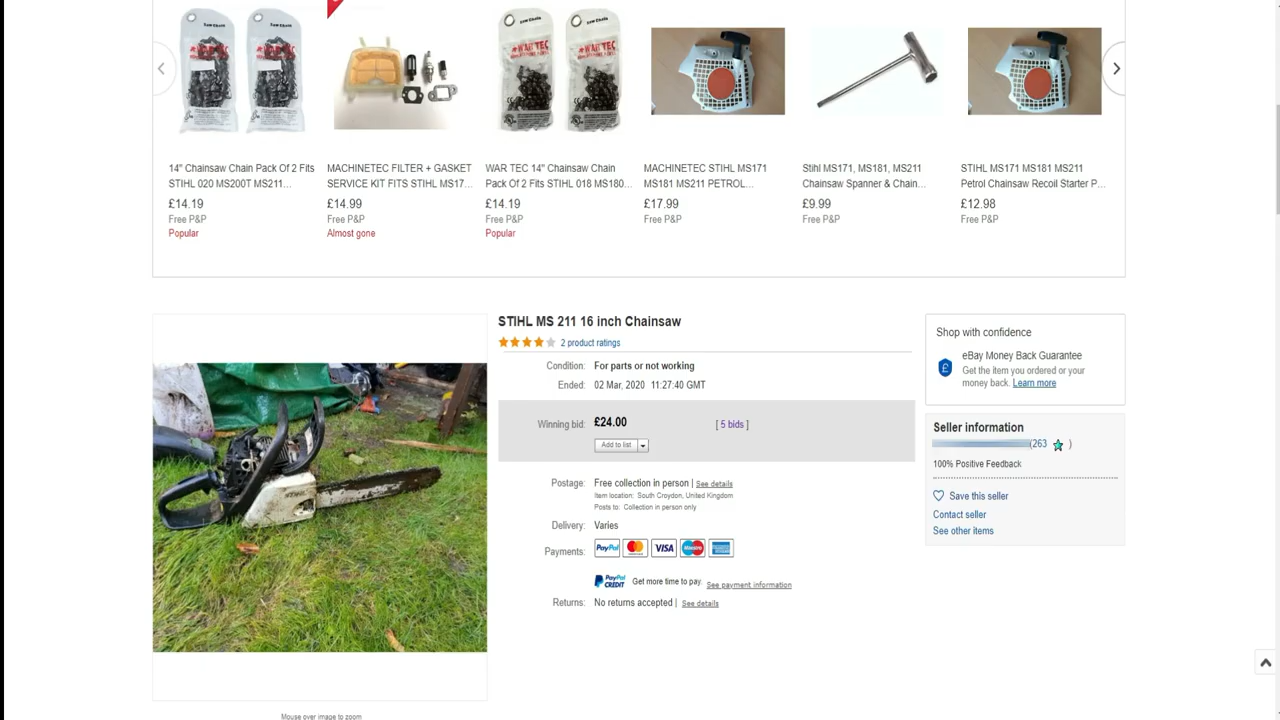 14" Chainsaw Chain Pack Of 2 Fits
STIHL 020 MS200T MS211...
£14.19
Free P&P
Popular
MACHINETEC FILTER + GASKET
SERVICE KIT FITS STIHL MS17...
£14.99
Free P&P
Almost gone
WAR TEC 14" Chainsaw Chain
Pack Of 2 Fits STIHL 018 MS180...
£14.19
Free P&P
Popular
MACHINETEC STIHL MS171
MS181 MS211 PETROL...
£17.99
Free P&P
Stihl MS171, MS181, MS211
Chainsaw Spanner & Chain...
£9.99
Free P&P
STIHL MS171 MS181 MS211
Petrol Chainsaw Recoil Starter P...
£12.98
Free P&P
STIHL MS 211 16 inch Chainsaw
2 product ratings
Condition: For parts or not working
Ended: 02 Mar, 2020 11:27:40 GMT
Winning bid: £24.00 [ 5 bids ]
Add to list
Postage: Free collection in person | See details
Item location: South Croydon, United Kingdom
Posts to: Collection in person only
Delivery: Varies
Payments: PayPal VISA
PayPal CREDIT Get more time to pay. See payment information
Returns: No returns accepted | See details
Shop with confidence
eBay Money Back Guarantee
Get the item you ordered or your
money back. Learn more
Seller information
(263 )
100% Positive Feedback
Save this seller
Contact seller
See other items
Mouse over image to zoom